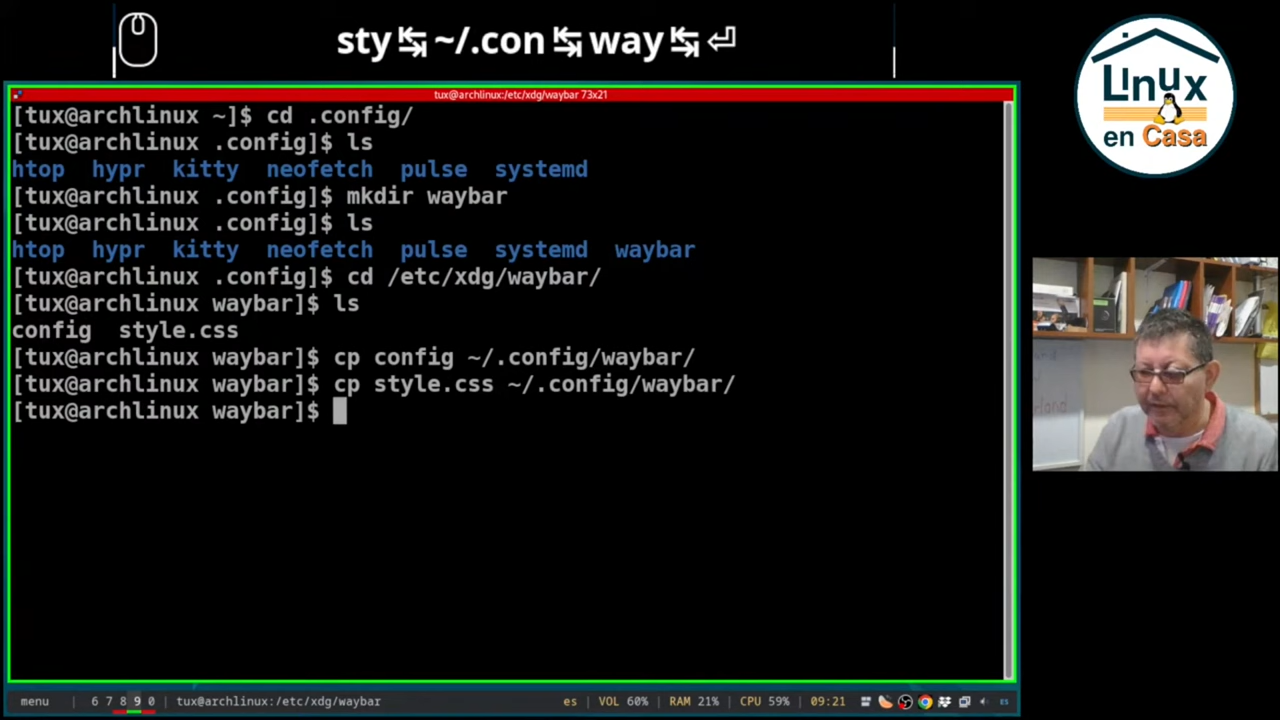 sty↹~/.con↹way↹⏎
LInUx
en Casa
tux@archlinux:/etc/xdg/waybar 73x21
[tux@archlinux ~]$ cd .config/
[tux@archlinux .config]$ ls
htop  hypr  kitty  neofetch  pulse  systemd
[tux@archlinux .config]$ mkdir waybar
[tux@archlinux .config]$ ls
htop  hypr  kitty  neofetch  pulse  systemd  waybar
[tux@archlinux .config]$ cd /etc/xdg/waybar/
[tux@archlinux waybar]$ ls
config  style.css
[tux@archlinux waybar]$ cp config ~/.config/waybar/
[tux@archlinux waybar]$ cp style.css ~/.config/waybar/
[tux@archlinux waybar]$
menu | 6 7 8 9 0 | tux@archlinux:/etc/xdg/waybar es | VOL 60% | RAM 21% | CPU 59% | 09:21 ES